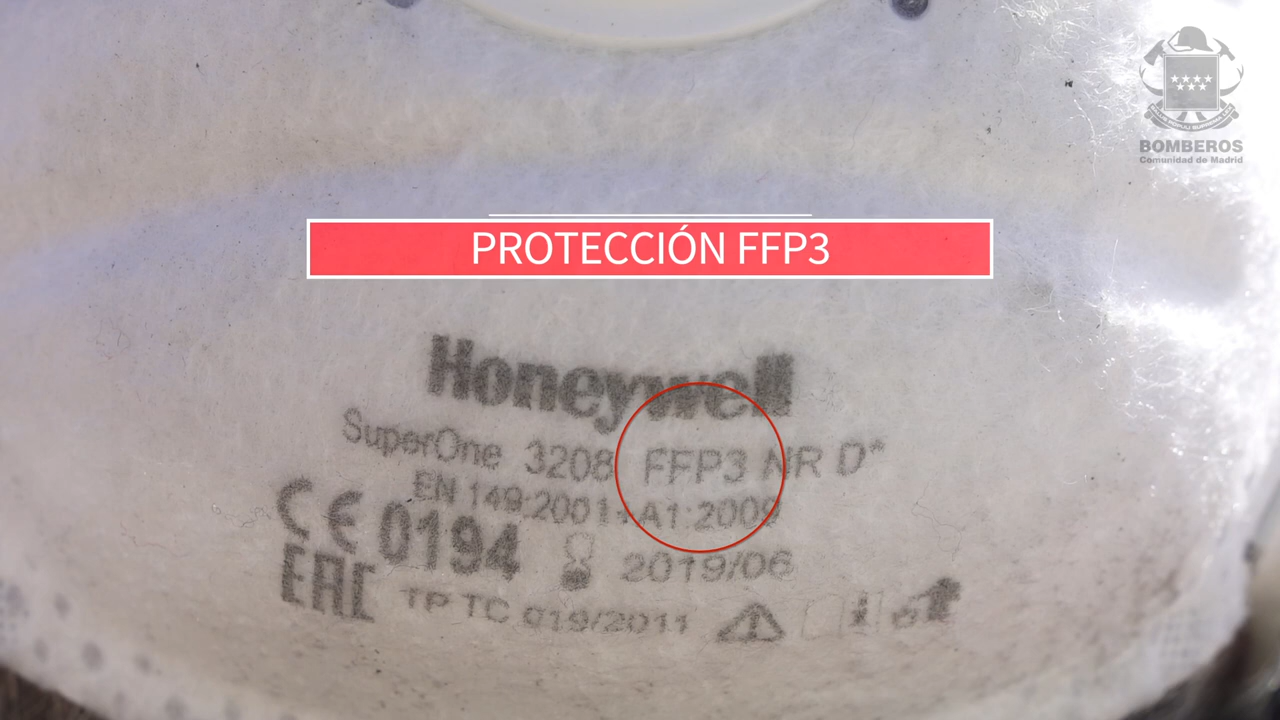 BOMBEROS
Comunidad de Madrid
PROTECCIÓN FFP3
Honeywell
SuperOne 3208 FFP3 NR D*
EN 149:2001+A1:2009
CE 0194 2019/06
EAC TP TC 019/2011